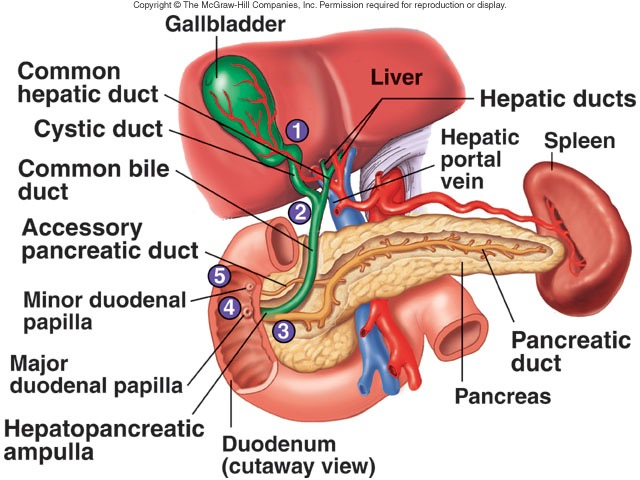 Copyright © The McGraw-Hill Companies, Inc. Permission required for reproduction or display.
Gallbladder
Common
hepatic duct
Cystic duct
Common bile
duct
Accessory
pancreatic duct
Minor duodenal
papilla
Major
duodenal papilla
Hepatopancreatic
ampulla
Duodenum
(cutaway view)
Liver
Hepatic ducts
Hepatic
portal
vein
Spleen
Pancreatic
duct
Pancreas
1
2
5
4
3